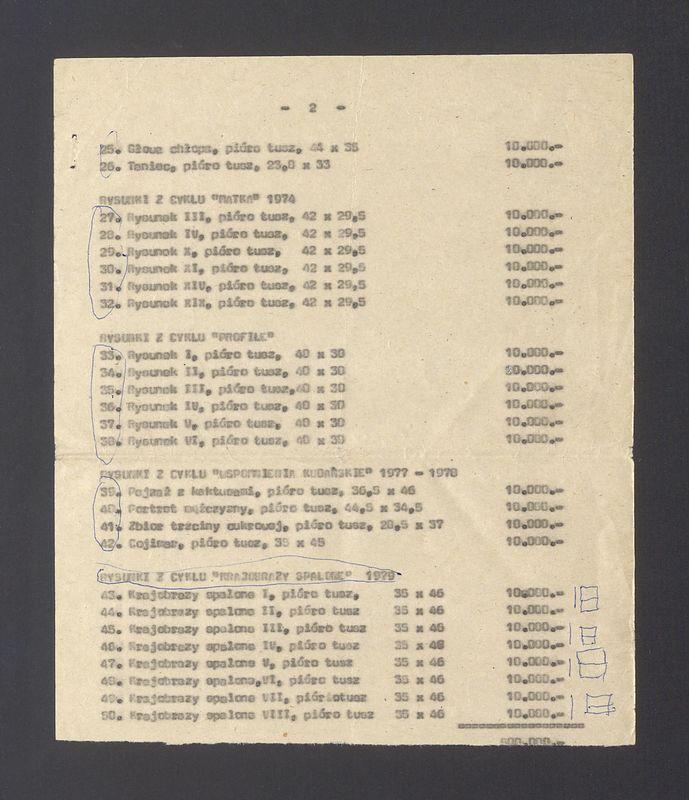 - 2 -
25. Głowa chłopa, pióro tusz, 44 x 35 10.000.-
26. Taniec, pióro tusz, 23,8 x 33 10.000.-
RYSUNKI Z CYKLU "MATKA" 1974
27. Rysunek III, pióro tusz, 42 x 29,5 10.000.-
28. Rysunek IV, pióro tusz, 42 x 29,5 10.000.-
29. Rysunek X, pióro tusz, 42 x 29,5 10.000.-
30. Rysunek XI, pióro tusz, 42 x 29,5 10.000.-
31. Rysunek XIV, pióro tusz, 42 x 29,5 10.000.-
32. Rysunek XIX, pióro tusz, 42 x 29,5 10.000.-
RYSUNKI Z CYKLU "PROFILE"
33. Rysunek I, pióro tusz, 40 x 30 10.000.-
34. Rysunek II, pióro tusz, 40 x 30 10.000.-
35. Rysunek III, pióro tusz, 40 x 30 10.000.-
36. Rysunek IV, pióro tusz, 40 x 30 10.000.-
37. Rysunek V, pióro tusz, 40 x 30 10.000.-
38. Rysunek VI, pióro tusz, 40 x 30 10.000.-
RYSUNKI Z CYKLU "WSPOMNIENIA KUBAŃSKIE" 1977 - 1978
39. Pejzaż z kaktusami, pióro tusz, 36,5 x 46 10.000.-
40. Portret mężczyzny, pióro tusz, 44,5 x 34,5 10.000.-
41. Zbiór trzciny cukrowej, pióro tusz, 28,5 x 37 10.000.-
42. Cojimar, pióro tusz, 35 x 45 10.000.-
RYSUNKI Z CYKLU "KRAJOBRAZY SPALONE" 1979
43. Krajobrazy spalone I, pióro tusz, 35 x 46 10.000.-
44. Krajobrazy spalone II, pióro tusz 35 x 46 10.000.-
45. Krajobrazy spalone III, pióro tusz 35 x 46 10.000.-
46. Krajobrazy spalone IV, pióro tusz 35 x 46 10.000.-
47. Krajobrazy spalone V, pióro tusz 35 x 46 10.000.-
48. Krajobrazy spalone,VI, pióro tusz 35 x 46 10.000.-
49. Krajobrazy spalone VII, pióro tusz 35 x 46 10.000.-
50. Krajobrazy spalone VIII, pióro tusz 35 x 46 10.000.-